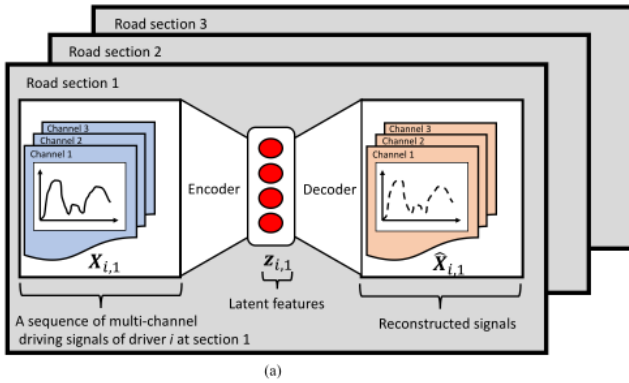 Road section 3
Road section 2
Road section 1
Channel 3
Channel 2
Channel 1
Encoder
Decoder
Channel 3
Channel 2
Channel 1
X_{i,1}
z_{i,1}
X̂_{i,1}
Latent features
A sequence of multi-channel
driving signals of driver i at section 1
Reconstructed signals
(a)